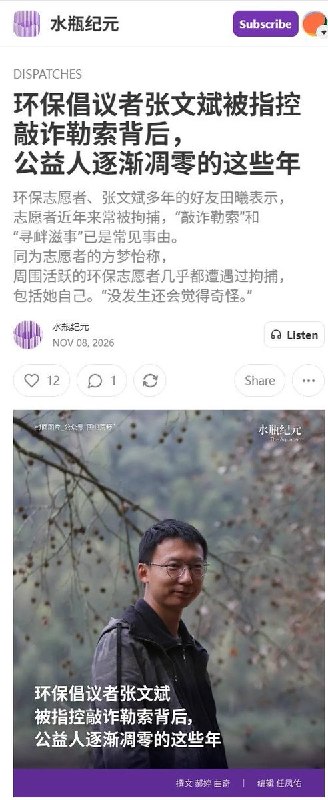 水瓶纪元
Subscribe
DISPATCHES
环保倡议者张文斌被指控
敲诈勒索背后，
公益人逐渐凋零的这些年
环保志愿者、张文斌多年的好友田曦表示，
志愿者近年来常被拘捕，“敲诈勒索”和
“寻衅滋事”已是常见事由。
同为志愿者的方梦怡称，
周围活跃的环保志愿者几乎都遭遇过拘捕，
包括她自己。“没发生还会觉得奇怪。”
水瓶纪元
NOV 08, 2026
Listen
12
1
Share
水瓶纪元
环保倡议者张文斌
被指控敲诈勒索背后，
公益人逐渐凋零的这些年